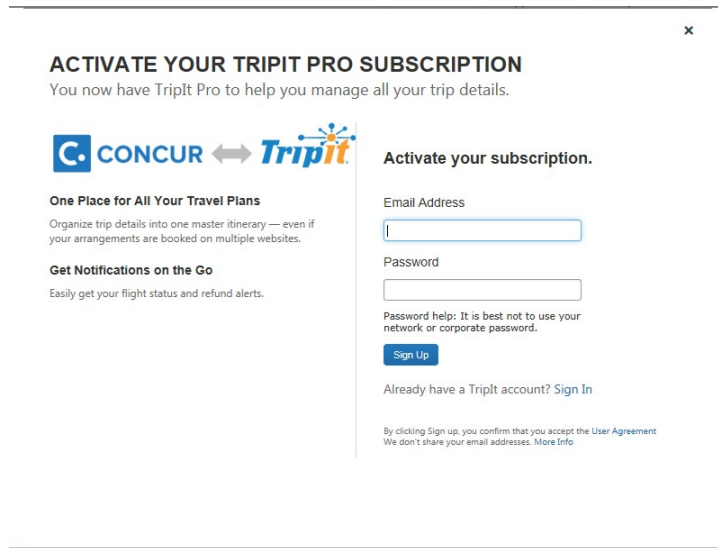 ACTIVATE YOUR TRIPIT PRO SUBSCRIPTION
You now have TripIt Pro to help you manage all your trip details.
C. CONCUR TripIt
One Place for All Your Travel Plans
Organize trip details into one master itinerary — even if
your arrangements are booked on multiple websites.
Get Notifications on the Go
Easily get your flight status and refund alerts.
Activate your subscription.
Email Address
Password
Password help: It is best not to use your
network or corporate password.
Sign Up
Already have a TripIt account? Sign In
By clicking Sign up, you confirm that you accept the User Agreement
We don't share your email addresses. More Info